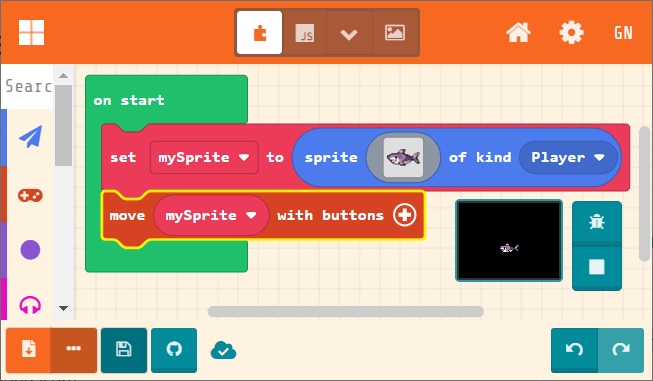 JS
GN
Searc
on start
set mySprite to sprite of kind Player
move mySprite with buttons